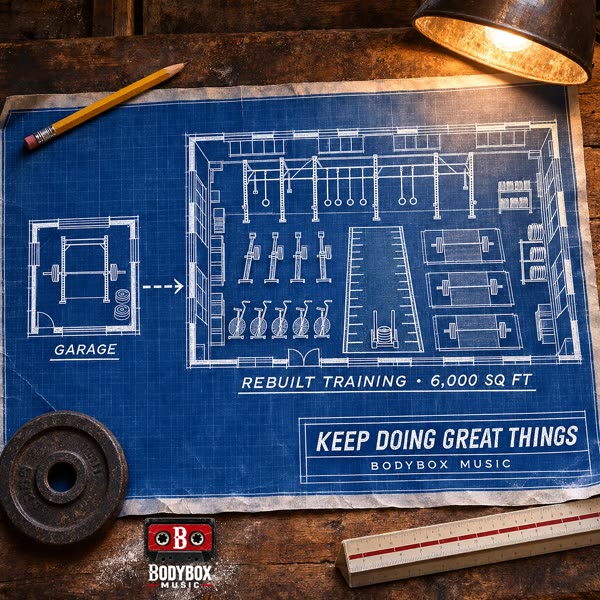 GARAGE
REBUILT TRAINING • 6,000 SQ FT
KEEP DOING GREAT THINGS
BODYBOX MUSIC
B
BODYBOX
MUSIC